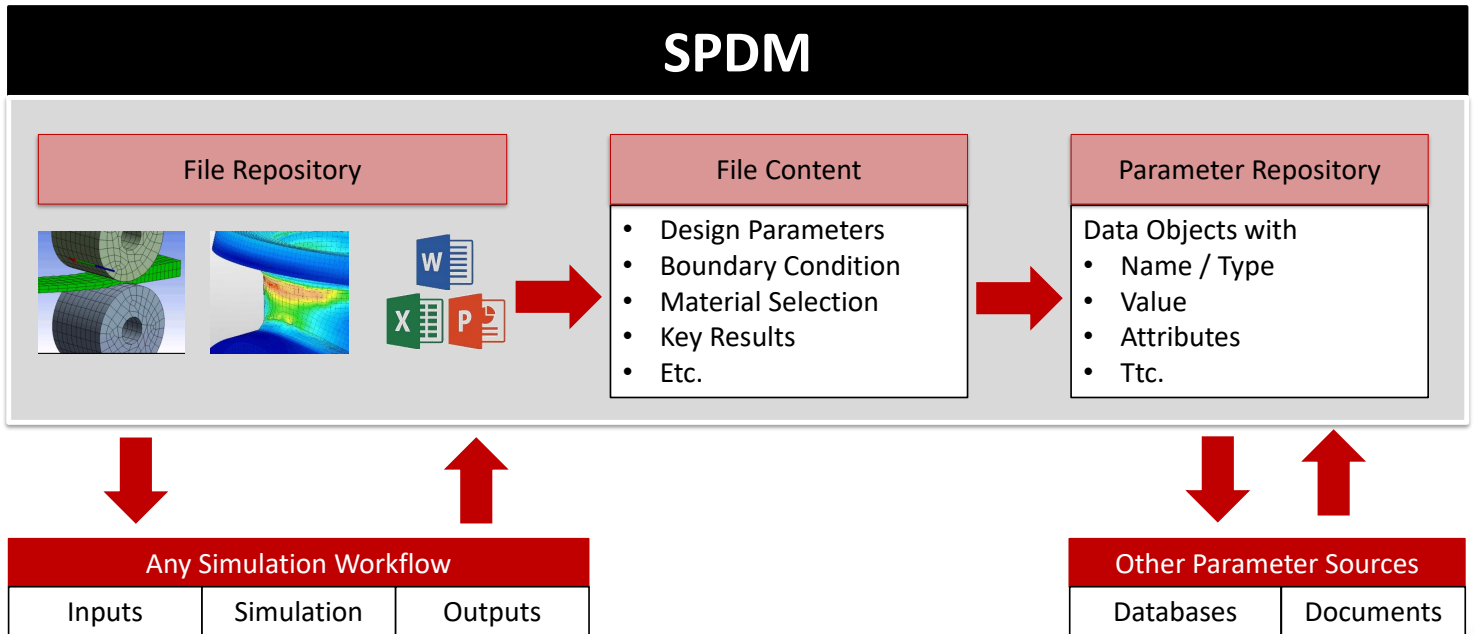 SPDM
File Repository
W
X
P
File Content
• Design Parameters
• Boundary Condition
• Material Selection
• Key Results
• Etc.
Parameter Repository
Data Objects with
• Name / Type
• Value
• Attributes
• Ttc.
Any Simulation Workflow
Inputs
Simulation
Outputs
Other Parameter Sources
Databases
Documents